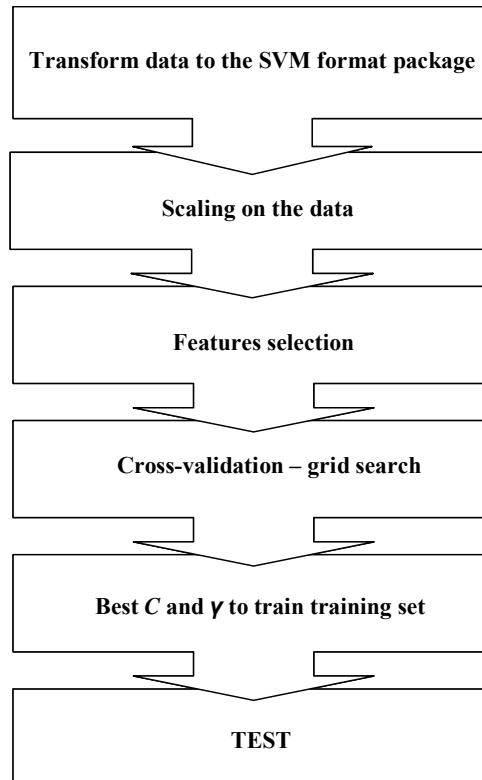 Transform data to the SVM format package
Scaling on the data
Features selection
Cross-validation – grid search
Best C and γ to train training set
TEST